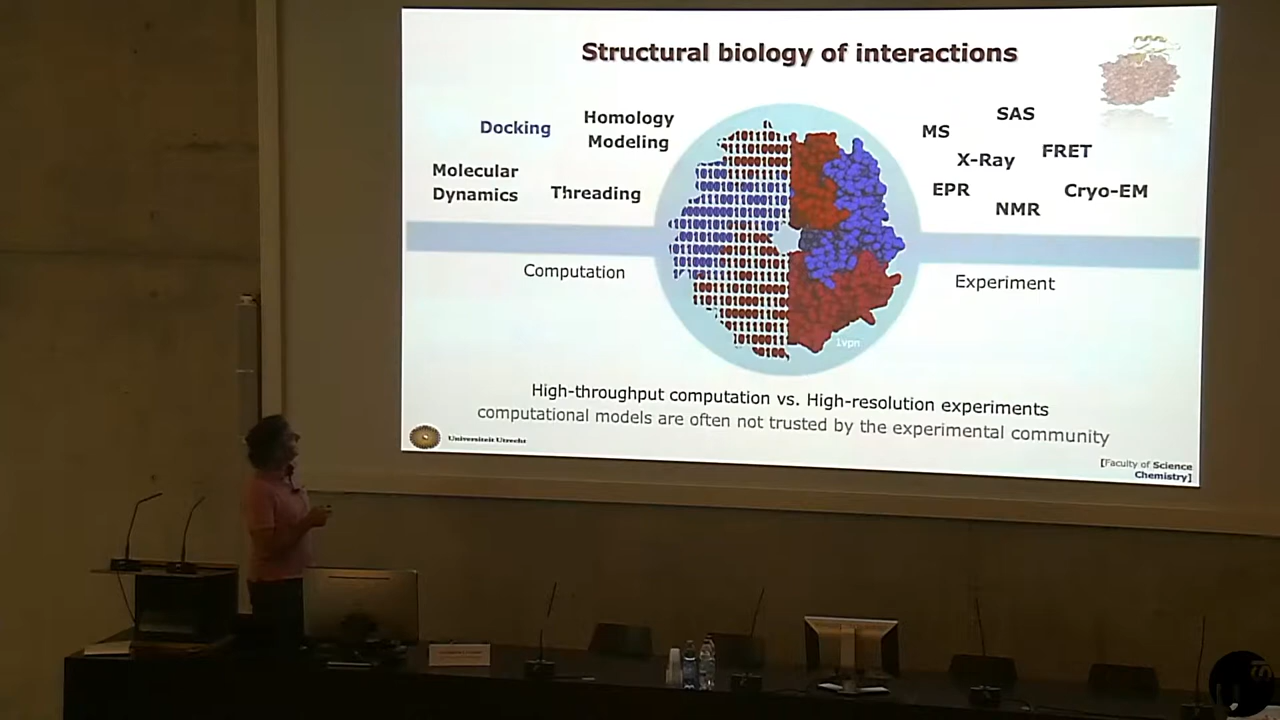 Structural biology of interactions
Docking
Homology
Modeling
Molecular
Dynamics
Threading
MS
SAS
X-Ray
FRET
EPR
Cryo-EM
NMR
Computation
Experiment
1vpn
High-throughput computation vs. High-resolution experiments
computational models are often not trusted by the experimental community
Universiteit Utrecht
[Faculty of Science
Chemistry]